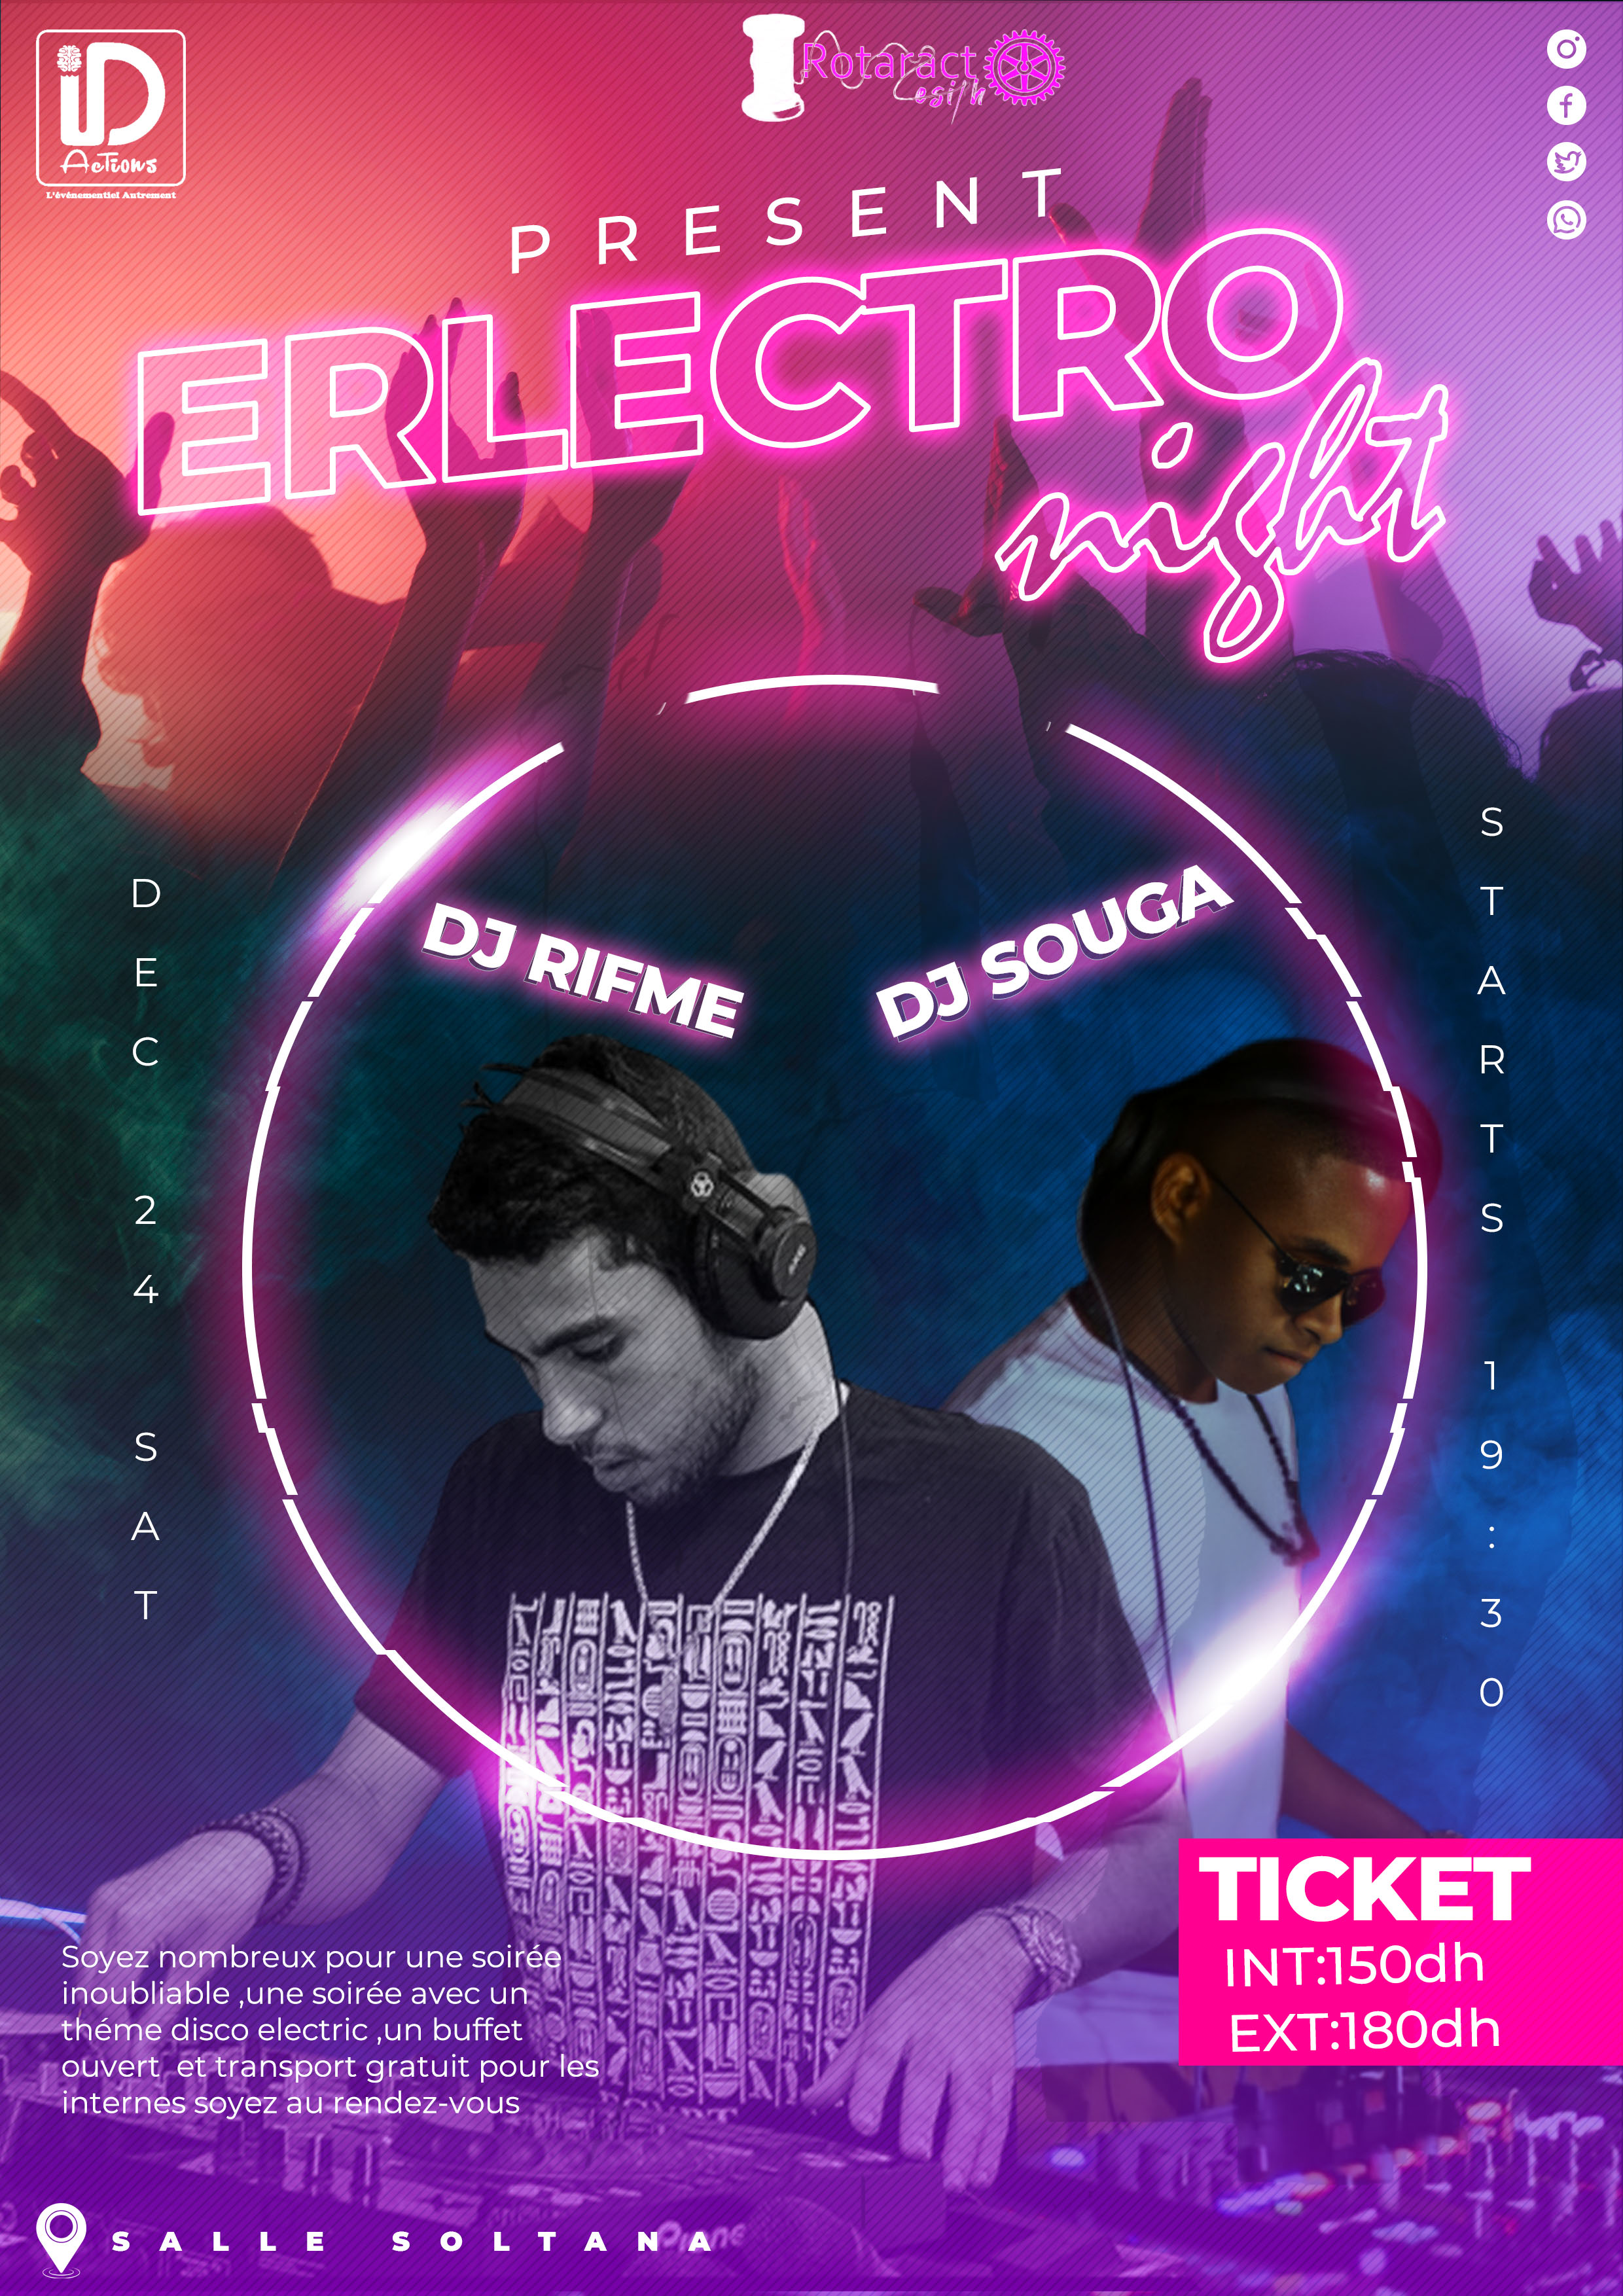 iD
Actions
L'événementiel Autrement
Rotaract
Cesith
PRESENT
ERLECTRO
night
DJ RIFME
DJ SOUGA
DEC 24 SAT
STARTS 19:30
TICKET
INT:150dh
EXT:180dh
Soyez nombreux pour une soirée
inoubliable ,une soirée avec un
théme disco electric ,un buffet
ouvert et transport gratuit pour les
internes soyez au rendez-vous
SALLE SOLTANA